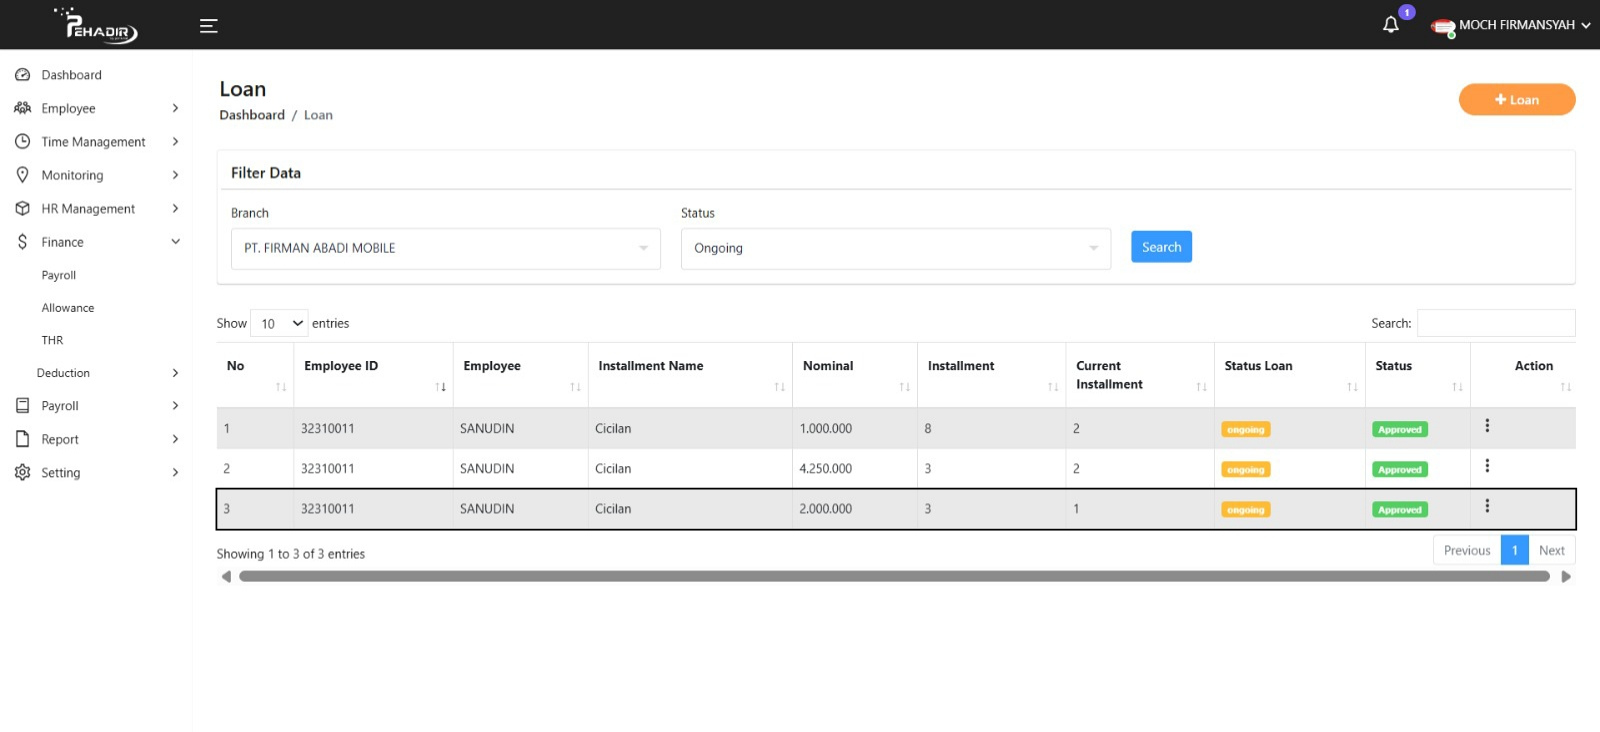 PEHADIR
1
MOCH FIRMANSYAH
Dashboard
Employee
Time Management
Monitoring
HR Management
Finance
Payroll
Allowance
THR
Deduction
Payroll
Report
Setting
Loan
Dashboard / Loan
+ Loan
Filter Data
Branch Status
PT. FIRMAN ABADI MOBILE Ongoing Search
Show 10 entries Search:
No Employee ID Employee Installment Name Nominal Installment Current Installment Status Loan Status Action
1 32310011 SANUDIN Cicilan 1.000.000 8 2 ongoing Approved
2 32310011 SANUDIN Cicilan 4.250.000 3 2 ongoing Approved
3 32310011 SANUDIN Cicilan 2.000.000 3 1 ongoing Approved
Showing 1 to 3 of 3 entries
Previous 1 Next